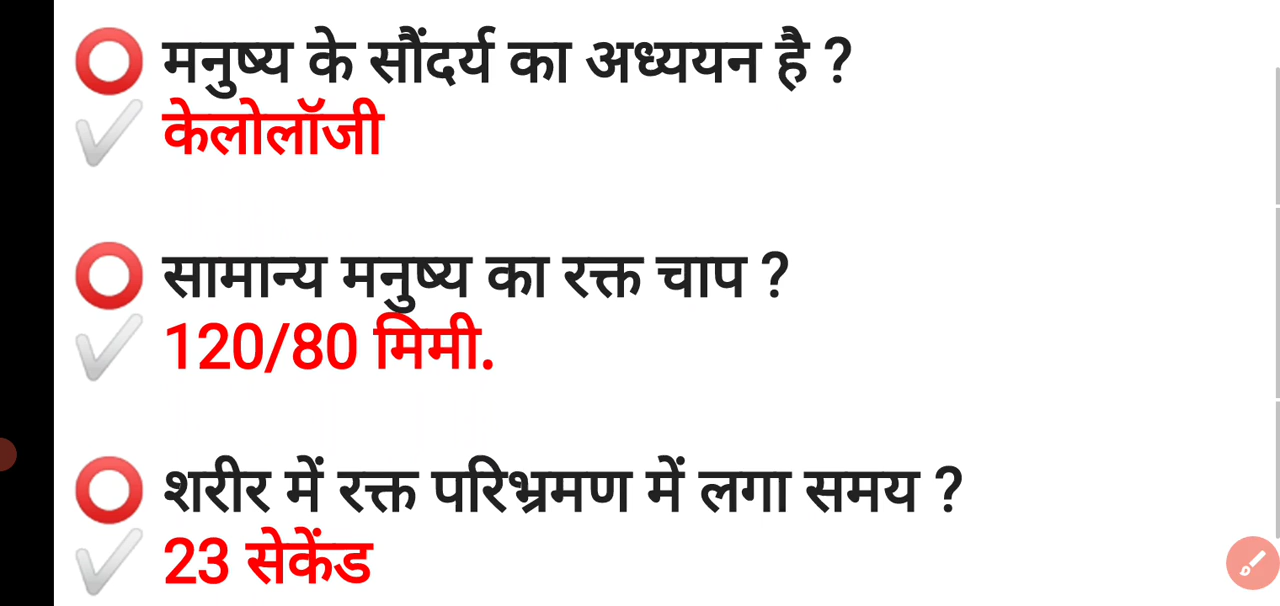 मनुष्य के सौंदर्य का अध्ययन है ?
केलोलॉजी
सामान्य मनुष्य का रक्त चाप ?
120/80 मिमी.
शरीर में रक्त परिभ्रमण में लगा समय ?
23 सेकेंड